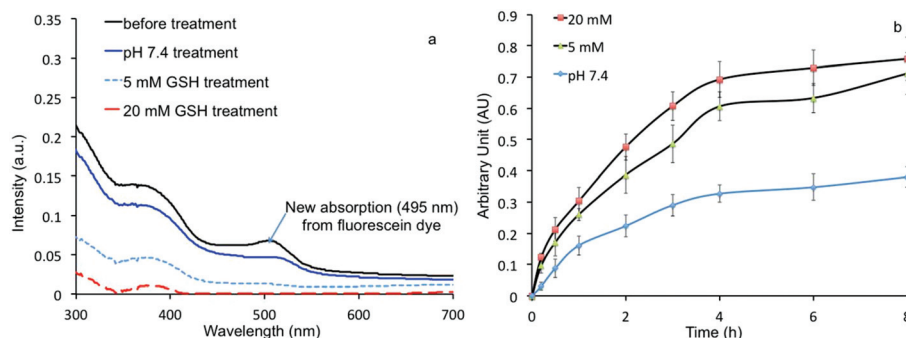 0.35
0.3
0.25
0.2
0.15
0.1
0.05
0
Intensity (a.u.)
before treatment
pH 7.4 treatment
5 mM GSH treatment
20 mM GSH treatment
a
New absorption (495 nm)
from fluorescein dye
300 400 500 600 700
Wavelength (nm)
0.9
0.8
0.7
0.6
0.5
0.4
0.3
0.2
0.1
0
Arbitrary Unit (AU)
20 mM
5 mM
pH 7.4
b
0 2 4 6 8
Time (h)